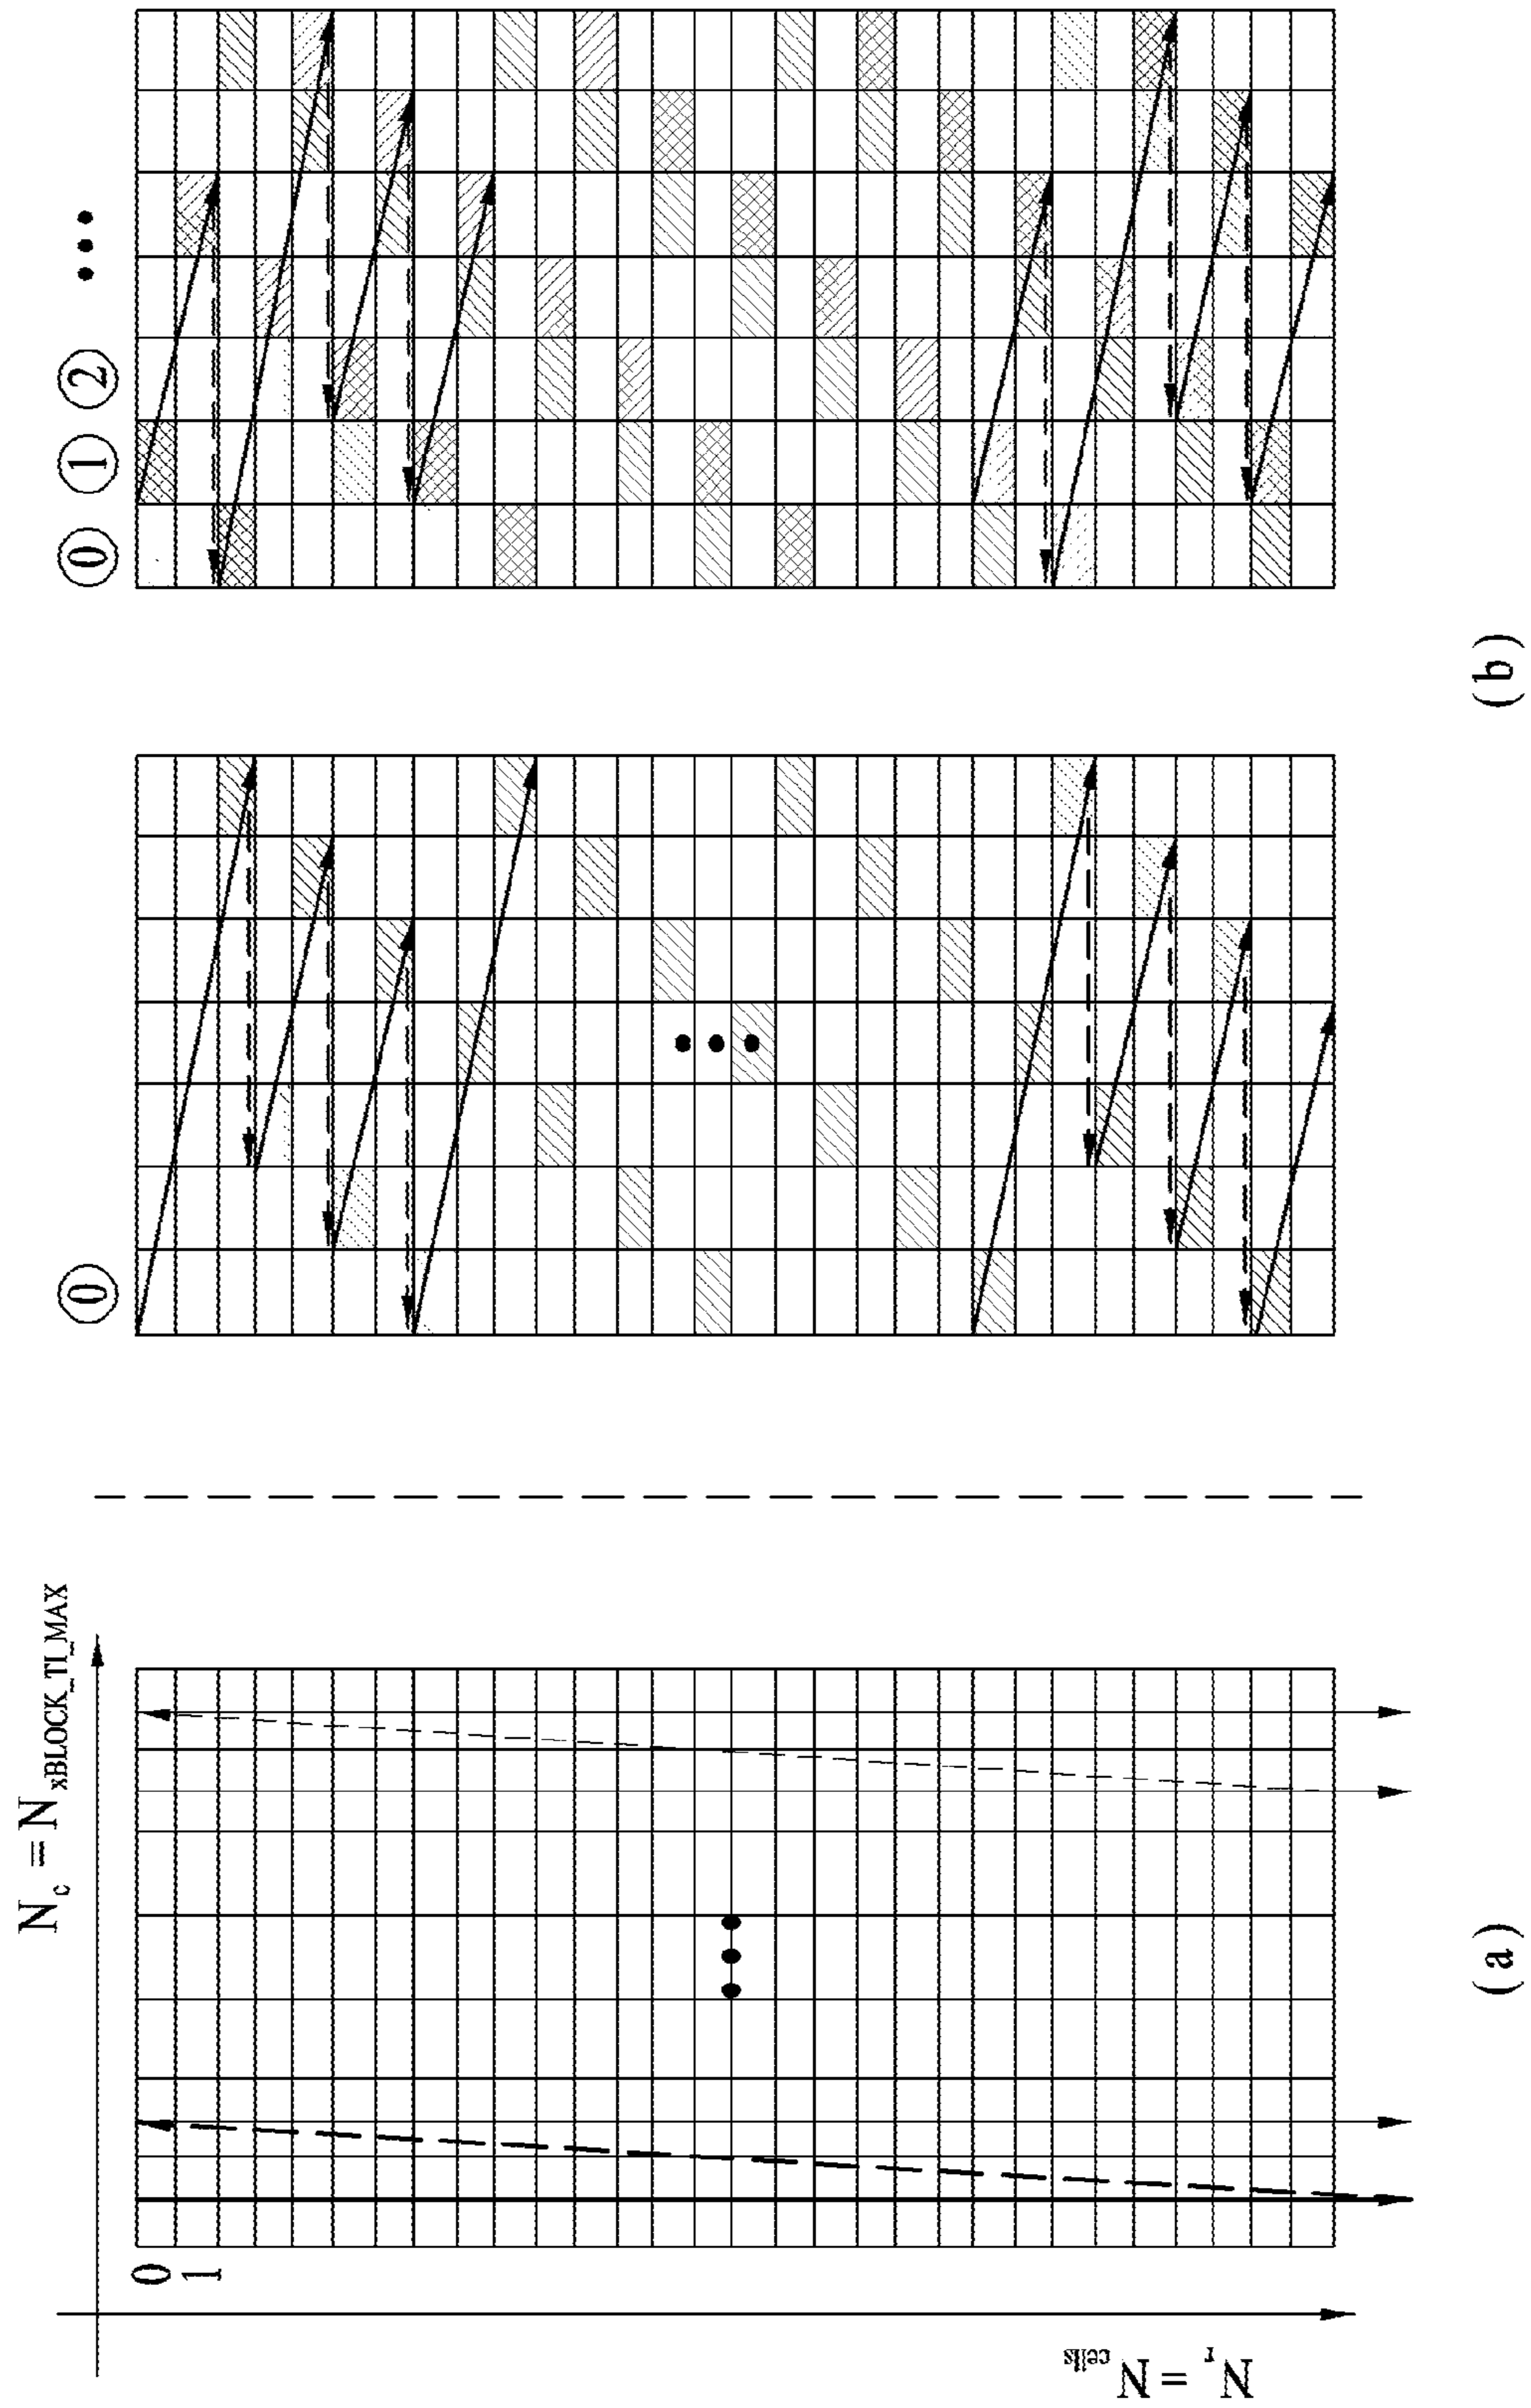 N_c = N_xBLOCK_TI_MAX
0
1
N_r = N_cells
(a)
0
0 1 2 •••
(b)